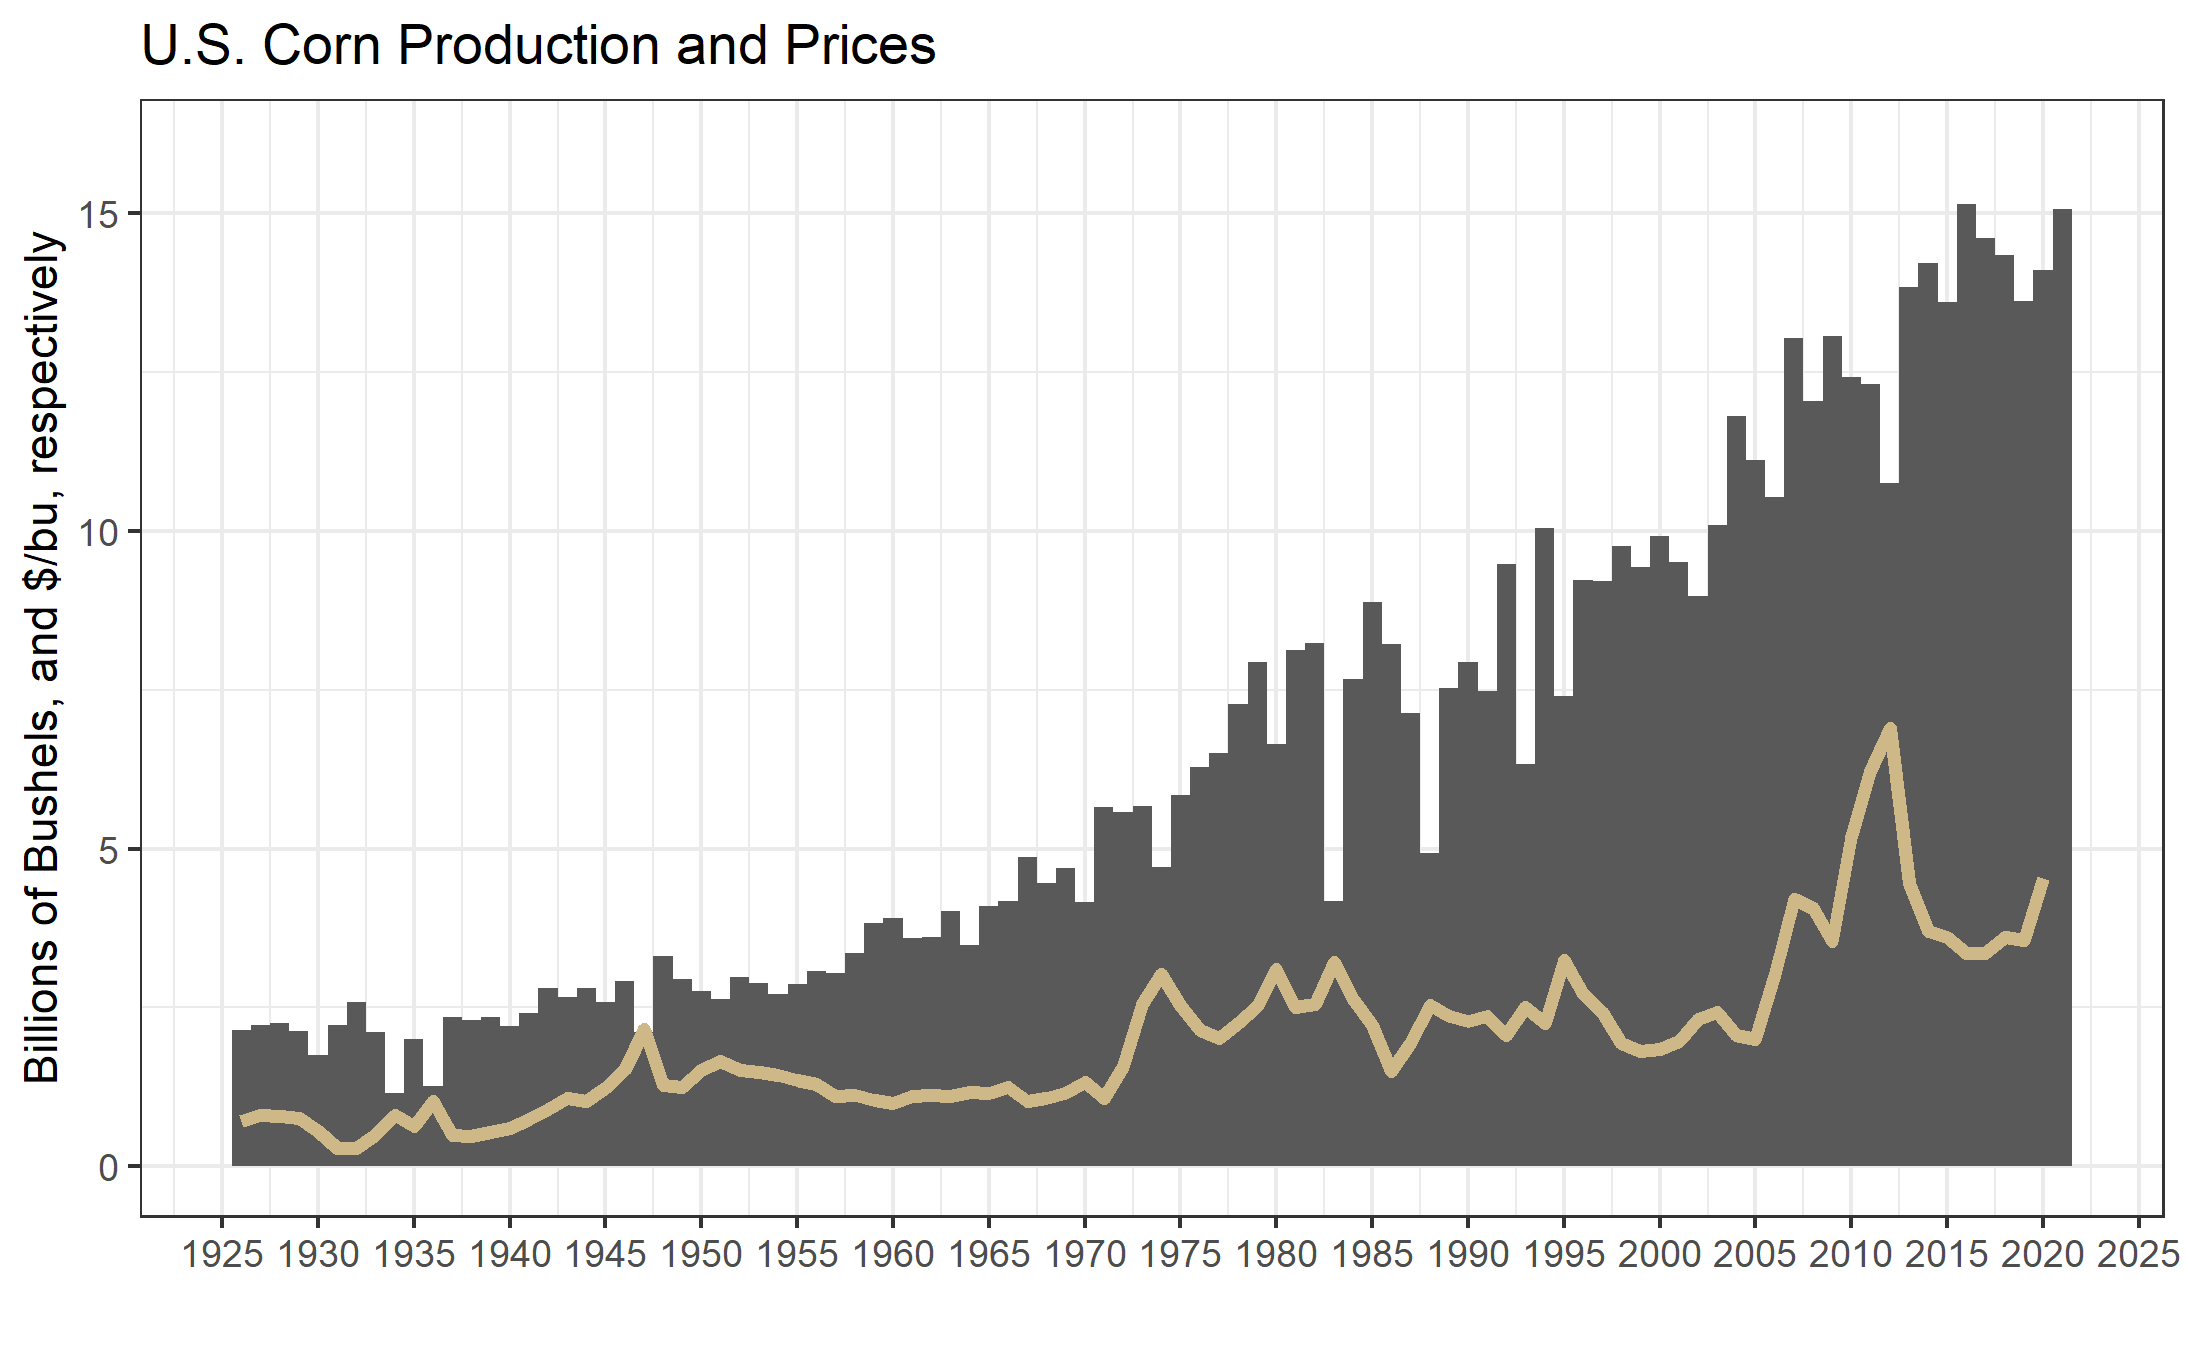 U.S. Corn Production and Prices
Billions of Bushels, and $/bu, respectively
15
10
5
0
1925 1930 1935 1940 1945 1950 1955 1960 1965 1970 1975 1980 1985 1990 1995 2000 2005 2010 2015 2020 2025